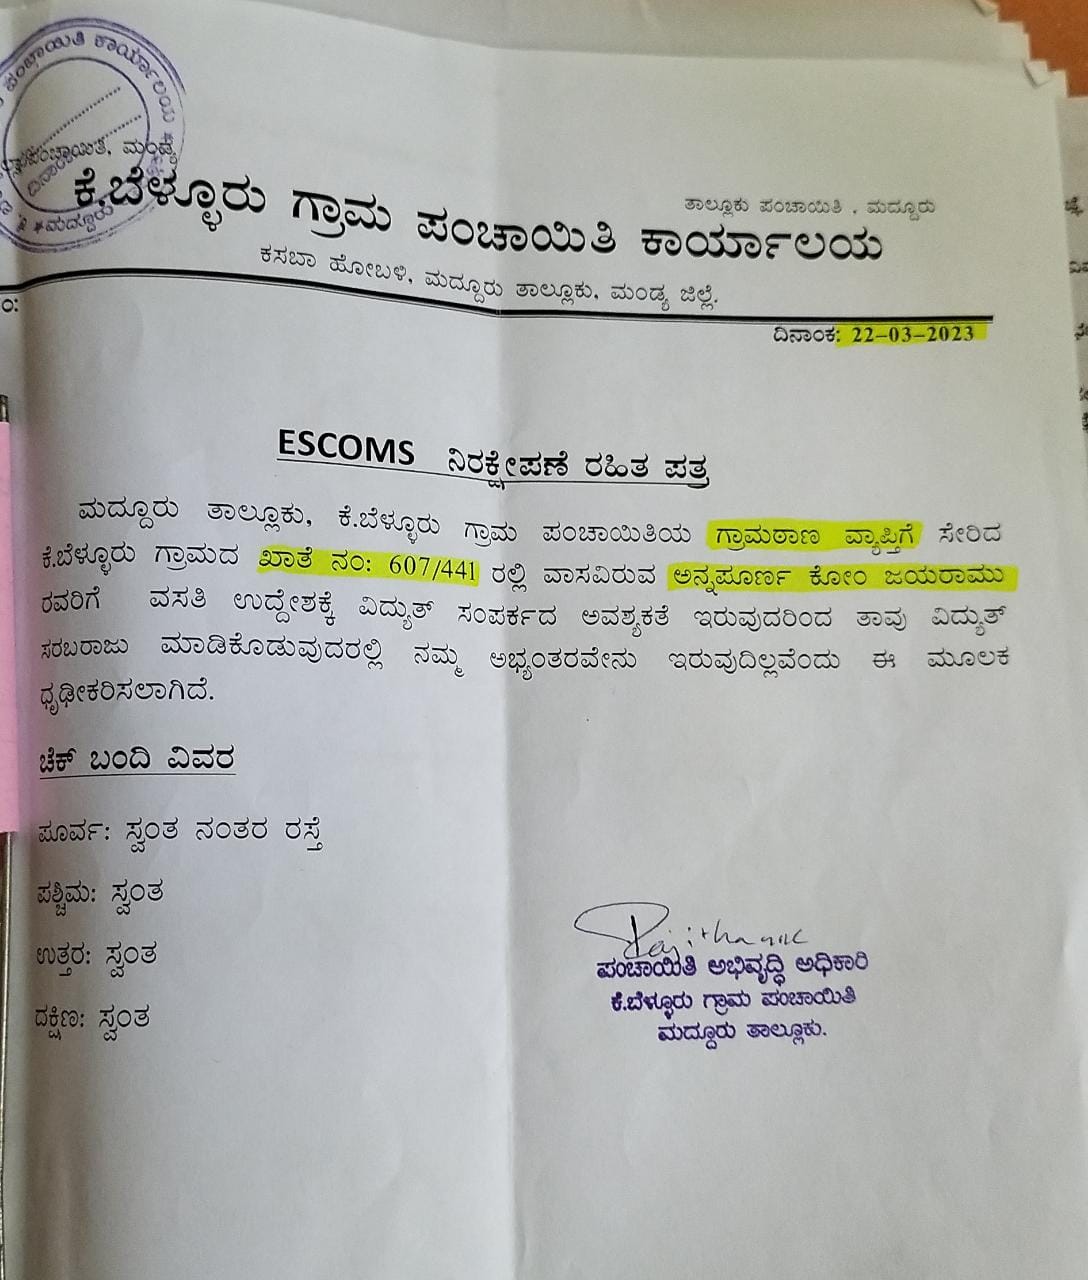 ಪಂಚಾಯಿತಿ ಕಾರ್ಯಾಲಯ
ಪಂಚಾಯಿತಿ, ಮಂಡ್ಯ
ತಾಲ್ಲೂಕು ಪಂಚಾಯಿತಿ , ಮದ್ದೂರು
ಕೆ.ಬೆಳ್ಳೂರು ಗ್ರಾಮ ಪಂಚಾಯಿತಿ ಕಾರ್ಯಾಲಯ
ಕಸಬಾ ಹೋಬಳಿ, ಮದ್ದೂರು ತಾಲ್ಲೂಕು, ಮಂಡ್ಯ ಜಿಲ್ಲೆ.
ದಿನಾಂಕ: 22-03-2023
ESCOMS ನಿರಕ್ಷೇಪಣೆ ರಹಿತ ಪತ್ರ
ಮದ್ದೂರು ತಾಲ್ಲೂಕು, ಕೆ.ಬೆಳ್ಳೂರು ಗ್ರಾಮ ಪಂಚಾಯಿತಿಯ ಗ್ರಾಮಠಾಣ ವ್ಯಾಪ್ತಿಗೆ ಸೇರಿದ
ಕೆ.ಬೆಳ್ಳೂರು ಗ್ರಾಮದ ಖಾತೆ ನಂ: 607/441 ರಲ್ಲಿ ವಾಸವಿರುವ ಅನ್ನಪೂರ್ಣ ಕೋಂ ಜಯರಾಮು
ರವರಿಗೆ ವಸತಿ ಉದ್ದೇಶಕ್ಕೆ ವಿದ್ಯುತ್ ಸಂಪರ್ಕದ ಅವಶ್ಯಕತೆ ಇರುವುದರಿಂದ ತಾವು ವಿದ್ಯುತ್
ಸರಬರಾಜು ಮಾಡಿಕೊಡುವುದರಲ್ಲಿ ನಮ್ಮ ಅಭ್ಯಂತರವೇನು ಇರುವುದಿಲ್ಲವೆಂದು ಈ ಮೂಲಕ
ಧೃಢೀಕರಿಸಲಾಗಿದೆ.
ಚೆಕ್ ಬಂದಿ ವಿವರ
ಪೂರ್ವ: ಸ್ವಂತ ನಂತರ ರಸ್ತೆ
ಪಶ್ಚಿಮ: ಸ್ವಂತ
ಉತ್ತರ: ಸ್ವಂತ
ದಕ್ಷಿಣ: ಸ್ವಂತ
ಪಂಚಾಯಿತಿ ಅಭಿವೃದ್ಧಿ ಅಧಿಕಾರಿ
ಕೆ.ಬೆಳ್ಳೂರು ಗ್ರಾಮ ಪಂಚಾಯಿತಿ
ಮದ್ದೂರು ತಾಲ್ಲೂಕು.